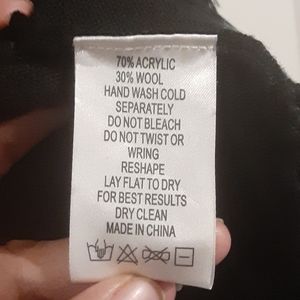 70% ACRYLIC
30% WOOL
HAND WASH COLD
SEPARATELY
DO NOT BLEACH
DO NOT TWIST OR
WRING
RESHAPE
LAY FLAT TO DRY
FOR BEST RESULTS
DRY CLEAN
MADE IN CHINA